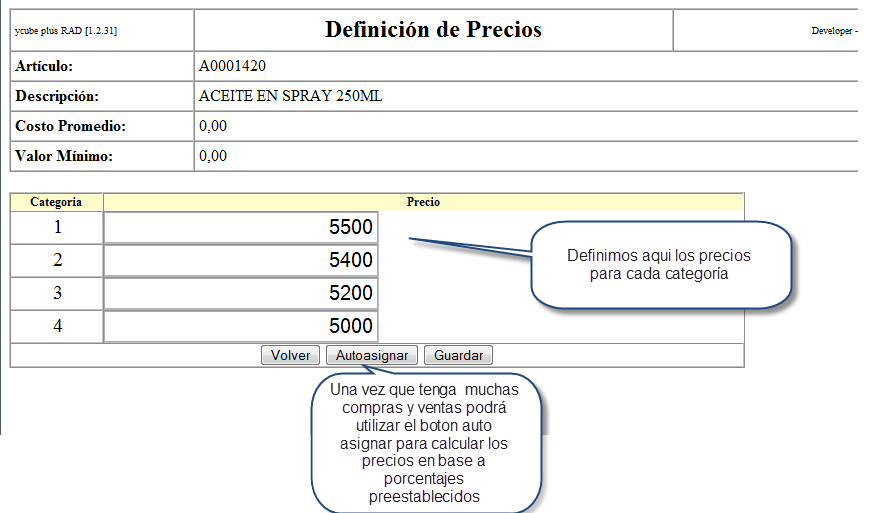 ycube plus RAD [1.2.31] Definición de Precios Developer -
Artículo: A0001420
Descripción: ACEITE EN SPRAY 250ML
Costo Promedio: 0,00
Valor Mínimo: 0,00
Categoria Precio
1 5500
2 5400
3 5200
4 5000
Definimos aqui los precios
para cada categoría
Volver Autoasignar Guardar
Una vez que tenga muchas
compras y ventas podrá
utilizar el boton auto
asignar para calcular los
precios en base a
porcentajes
preestablecidos